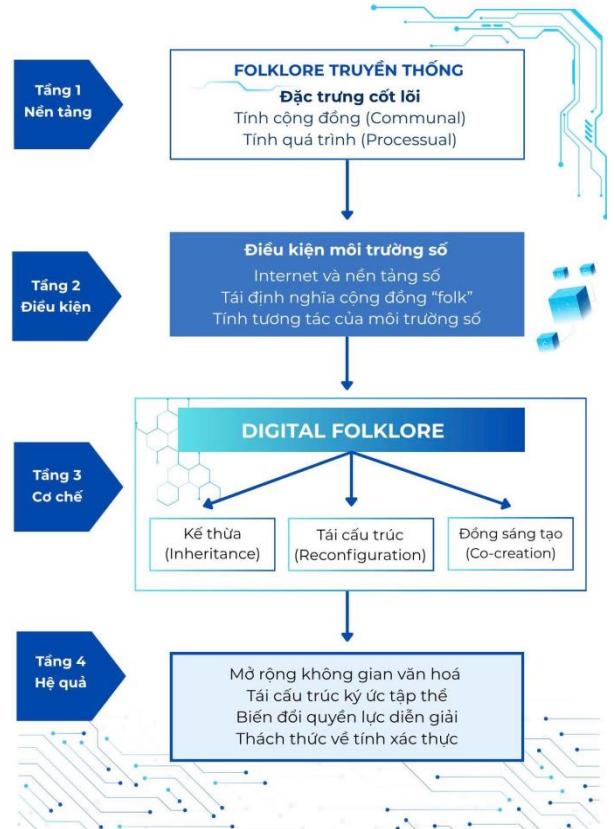 Tầng 1
Nền tảng
FOLKLORE TRUYỀN THỐNG
Đặc trưng cốt lõi
Tính cộng đồng (Communal)
Tính quá trình (Processual)
Tầng 2
Điều kiện
Điều kiện môi trường số
Internet và nền tảng số
Tái định nghĩa cộng đồng “folk”
Tính tương tác của môi trường số
Tầng 3
Cơ chế
DIGITAL FOLKLORE
Kế thừa
(Inheritance)
Tái cấu trúc
(Reconfiguration)
Đồng sáng tạo
(Co-creation)
Tầng 4
Hệ quả
Mở rộng không gian văn hoá
Tái cấu trúc ký ức tập thể
Biến đổi quyền lực diễn giải
Thách thức về tính xác thực